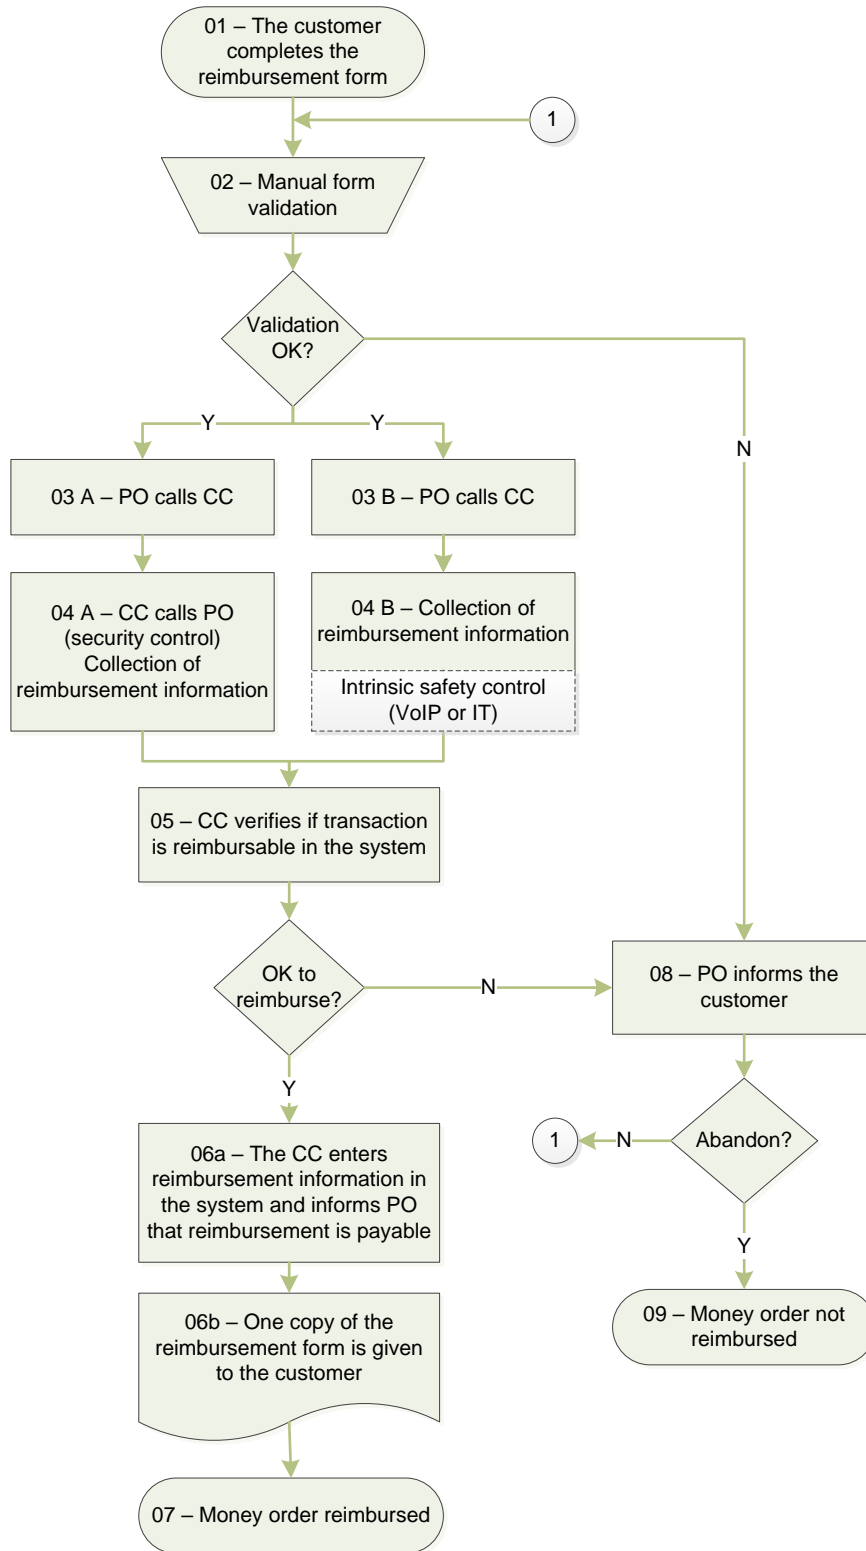 01 – The customer
completes the
reimbursement form
1
02 – Manual form
validation
Validation
OK?
Y
Y
N
03 A – PO calls CC
03 B – PO calls CC
04 A – CC calls PO
(security control)
Collection of
reimbursement information
04 B – Collection of
reimbursement information
Intrinsic safety control
(VoIP or IT)
05 – CC verifies if transaction
is reimbursable in the system
OK to
reimburse?
N
08 – PO informs the
customer
Y
Abandon?
N
1
06a – The CC enters
reimbursement information in
the system and informs PO
that reimbursement is payable
Y
06b – One copy of the
reimbursement form is given
to the customer
09 – Money order not
reimbursed
07 – Money order reimbursed